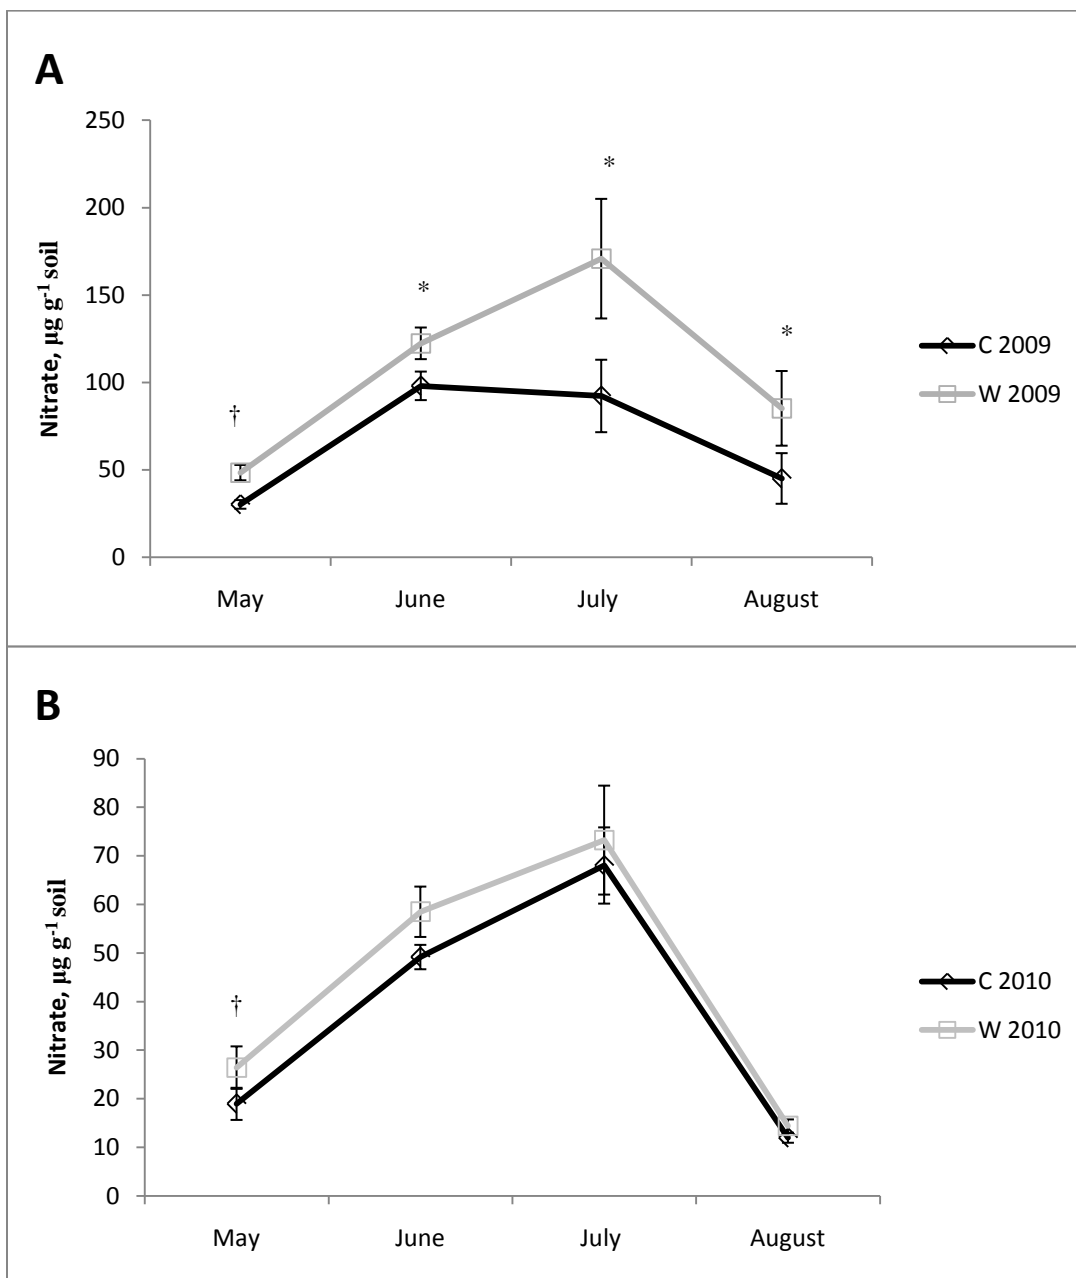 A
250
200
150
100
50
0
Nitrate, µg g⁻¹ soil
†
*
*
*
May June July August
C 2009
W 2009
B
90
80
70
60
50
40
30
20
10
0
Nitrate, µg g⁻¹ soil
†
May June July August
C 2010
W 2010